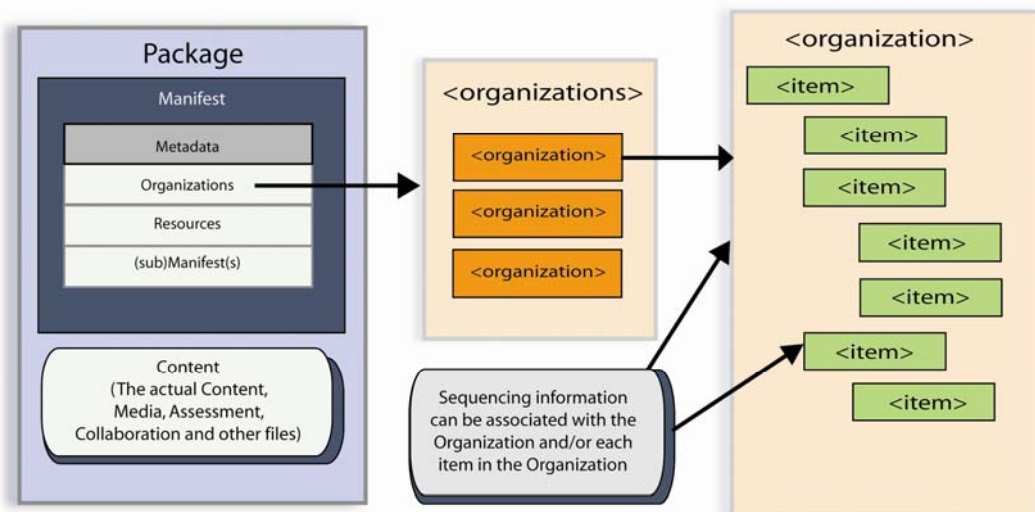 Package
Manifest
Metadata
Organizations
Resources
(sub)Manifest(s)
Content
(The actual Content,
Media, Assessment,
Collaboration and other files)
<organizations>
<organization>
<organization>
<organization>
Sequencing information
can be associated with the
Organization and/or each
item in the Organization
<organization>
<item>
<item>
<item>
<item>
<item>
<item>
<item>